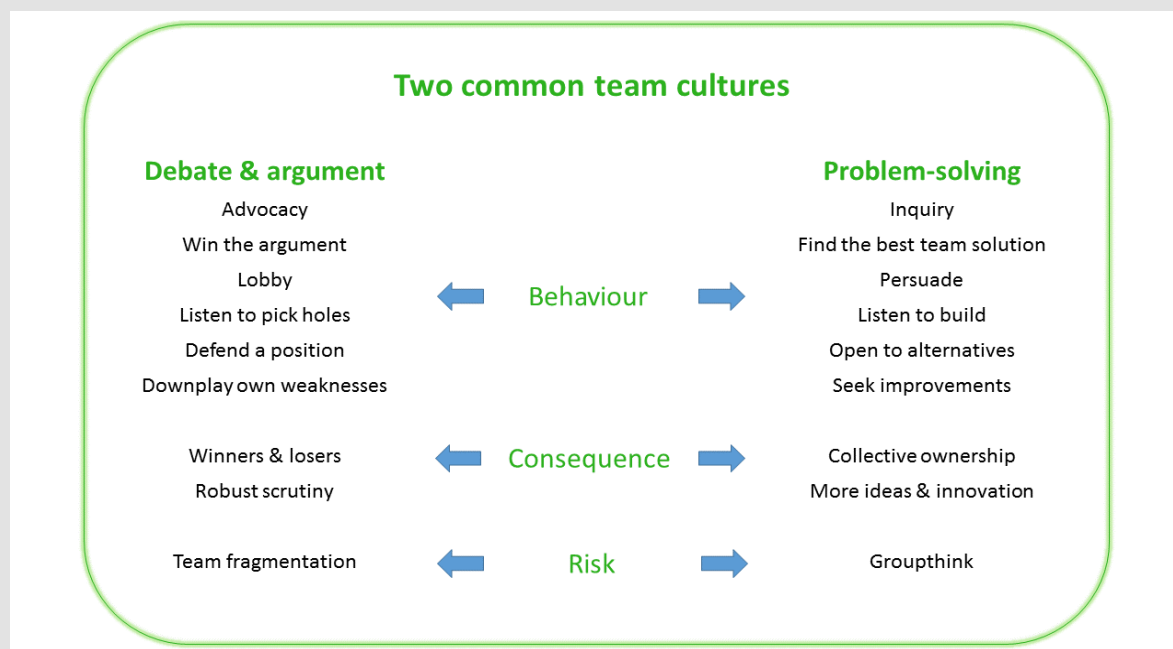 Two common team cultures
Debate & argument
Advocacy
Win the argument
Lobby
Listen to pick holes
Defend a position
Downplay own weaknesses
Winners & losers
Robust scrutiny
Team fragmentation
Behaviour
Consequence
Risk
Problem-solving
Inquiry
Find the best team solution
Persuade
Listen to build
Open to alternatives
Seek improvements
Collective ownership
More ideas & innovation
Groupthink